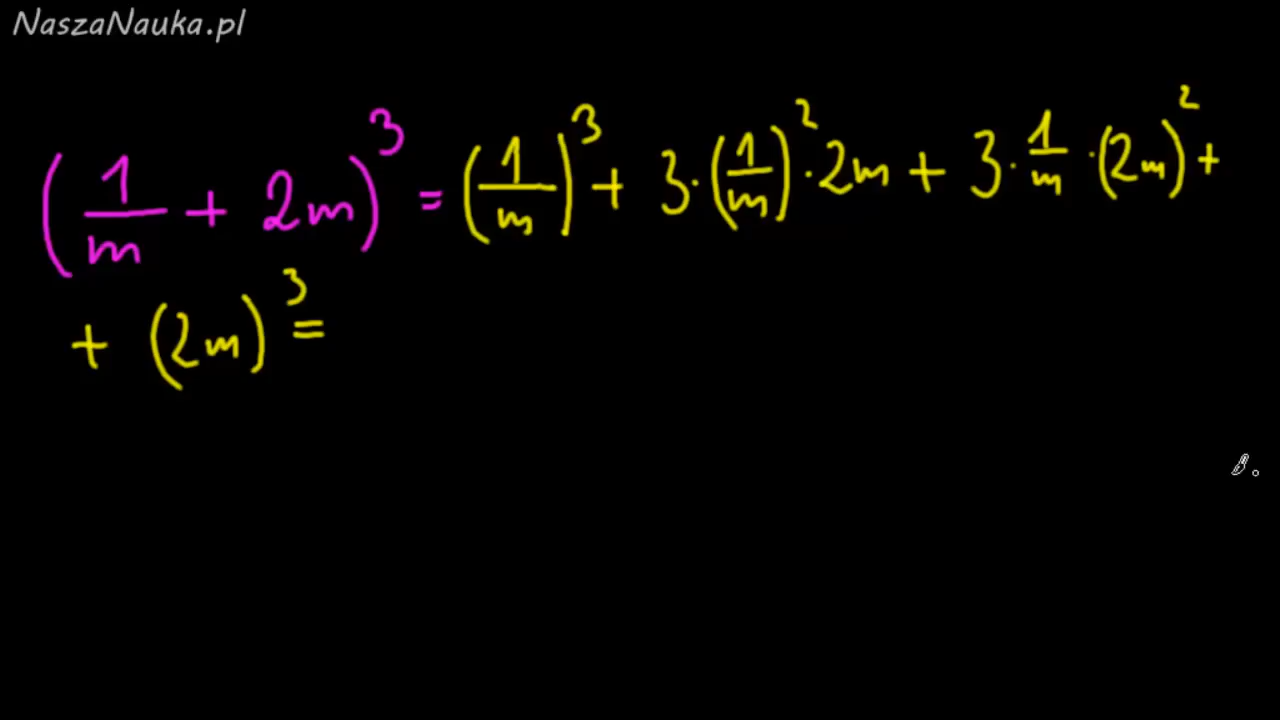 NaszaNauka.pl
(1/m + 2m)³ = (1/m)³ + 3·(1/m)²·2m + 3·1/m·(2m)² +
+ (2m)³ =